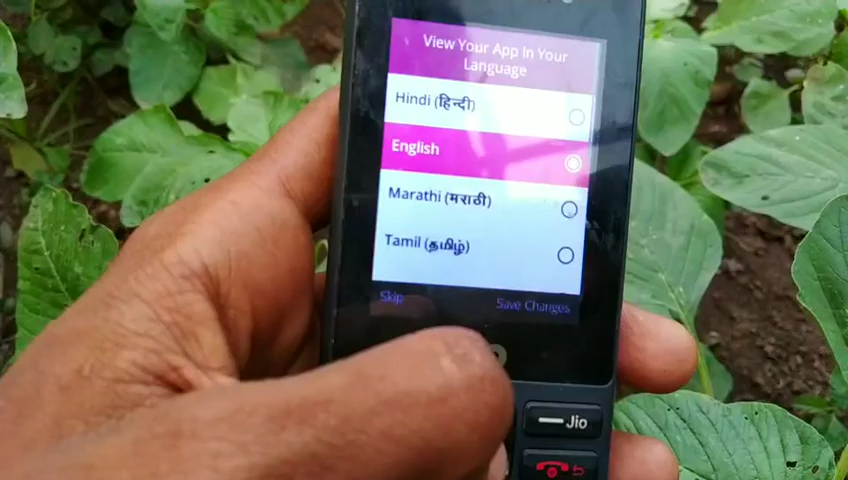 View Your App In Your
Language
Hindi (हिन्दी)
English
Marathi (मराठी)
Tamil (தமிழ்)
Skip
Save Changes
Jio